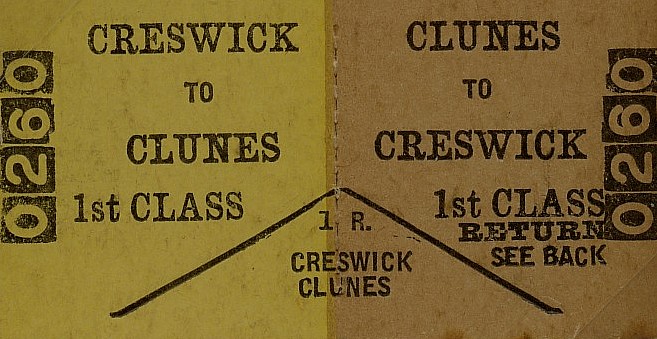 CRESWICK
TO
CLUNES
1st CLASS
0260
CLUNES
TO
CRESWICK
1st CLASS
RETURN
SEE BACK
0260
1 R.
CRESWICK
CLUNES